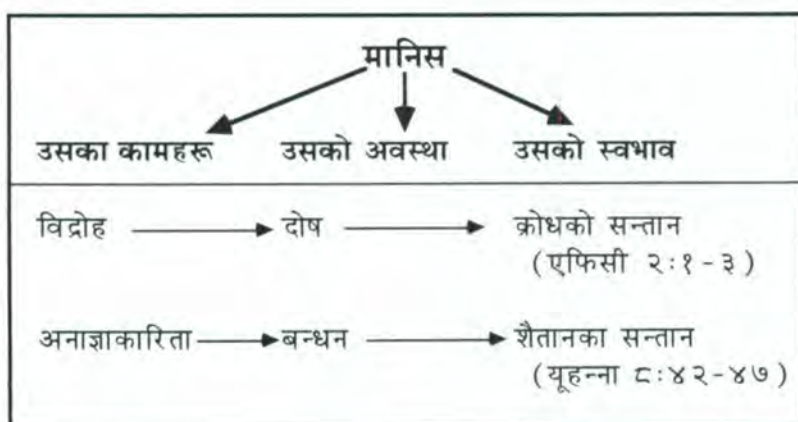 मानिस
उसका कामहरू उसको अवस्था उसको स्वभाव
विद्रोह दोष क्रोधको सन्तान
(एफिसी २:१-३)
अनाज्ञाकारिता बन्धन शैतानका सन्तान
(यूहन्ना ८:४२-४७)